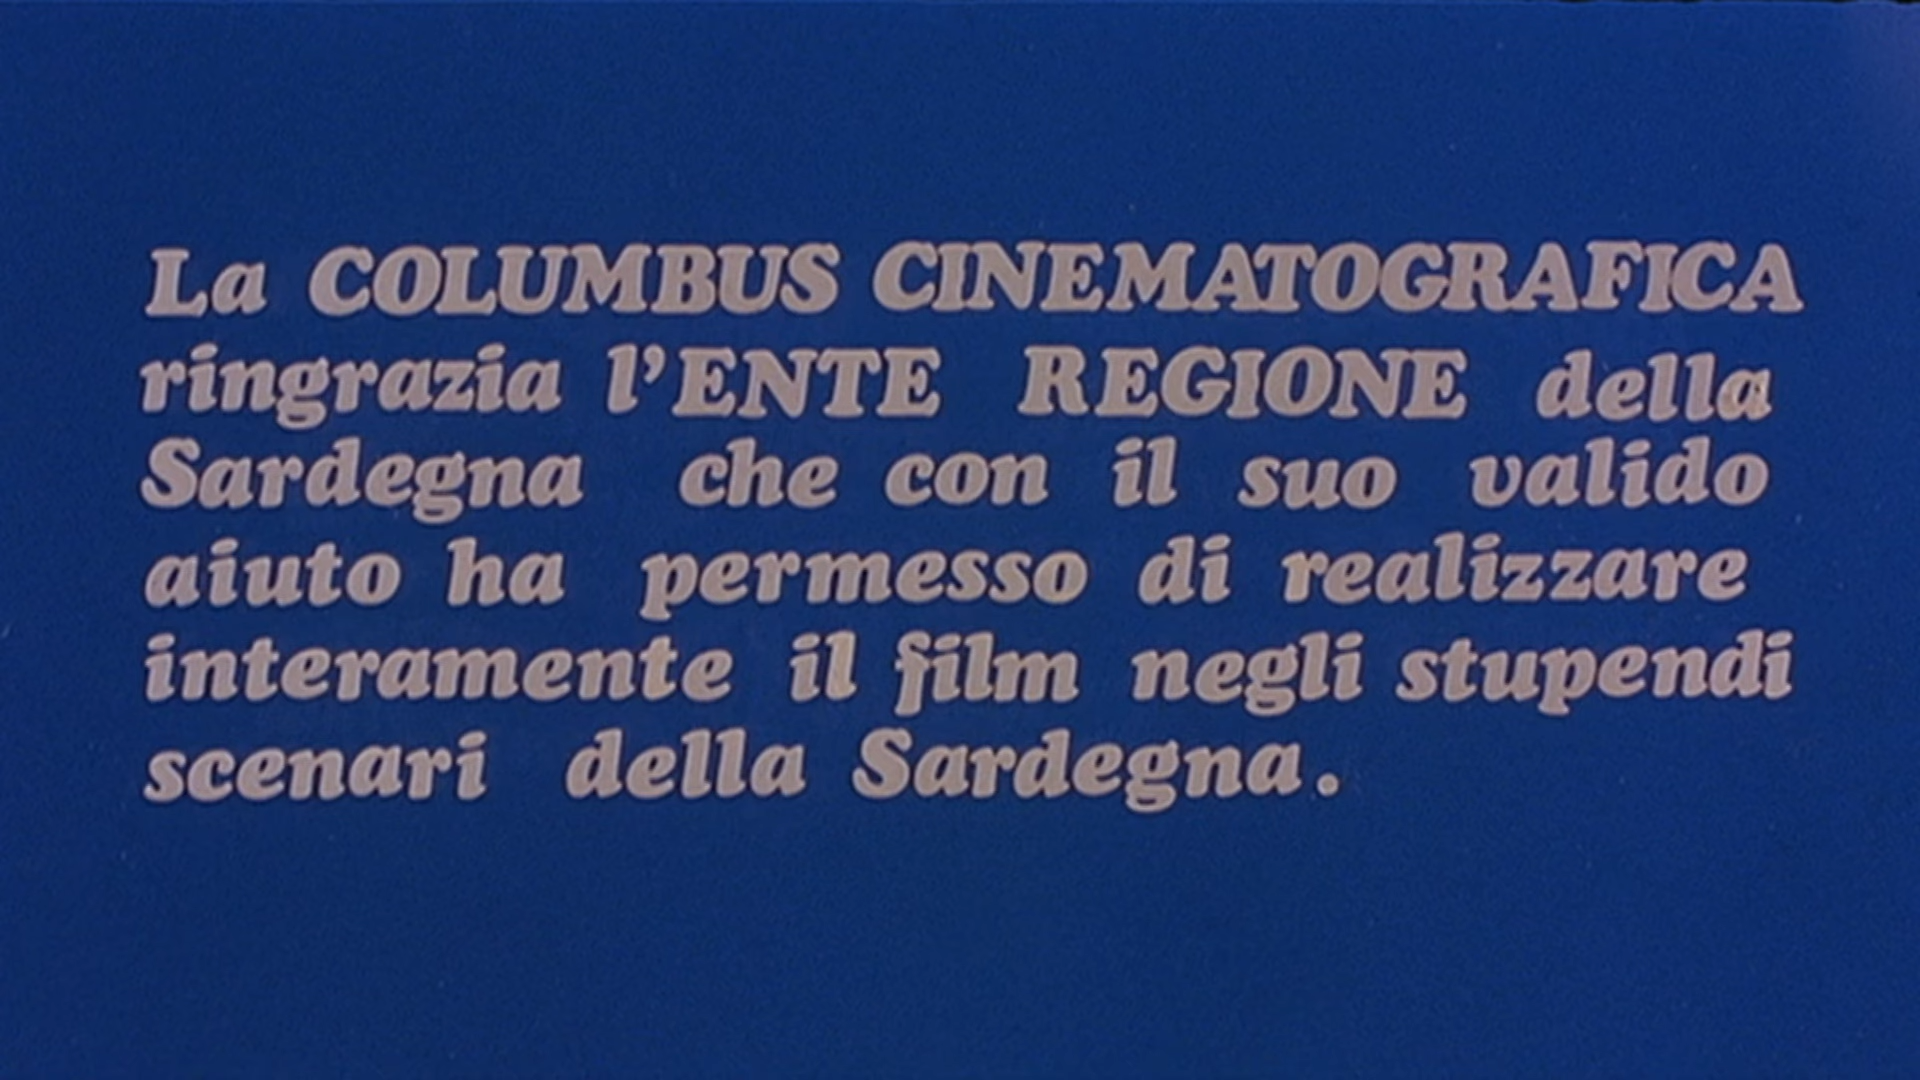 La COLUMBUS CINEMATOGRAFICA
ringrazia l'ENTE REGIONE della
Sardegna che con il suo valido
aiuto ha permesso di realizzare
interamente il film negli stupendi
scenari della Sardegna.